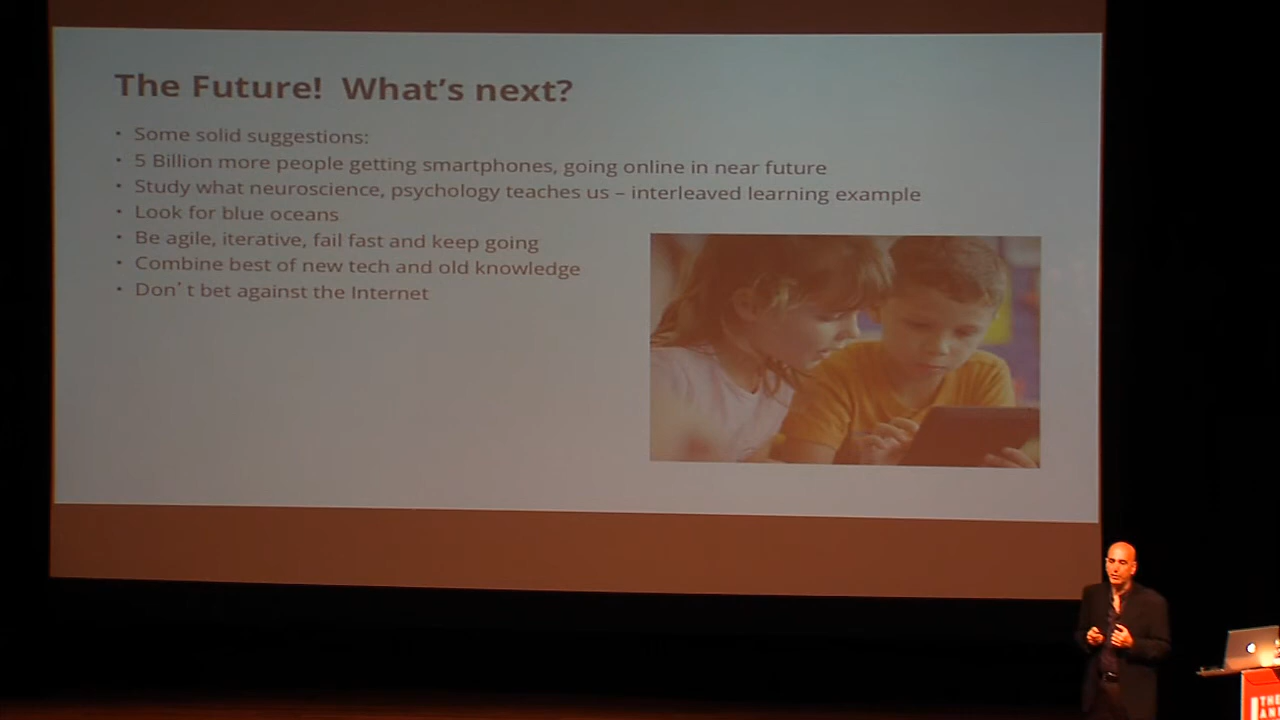 The Future! What's next?
• Some solid suggestions:
• 5 Billion more people getting smartphones, going online in near future
• Study what neuroscience, psychology teaches us – interleaved learning example
• Look for blue oceans
• Be agile, iterative, fail fast and keep going
• Combine best of new tech and old knowledge
• Don't bet against the Internet
THE